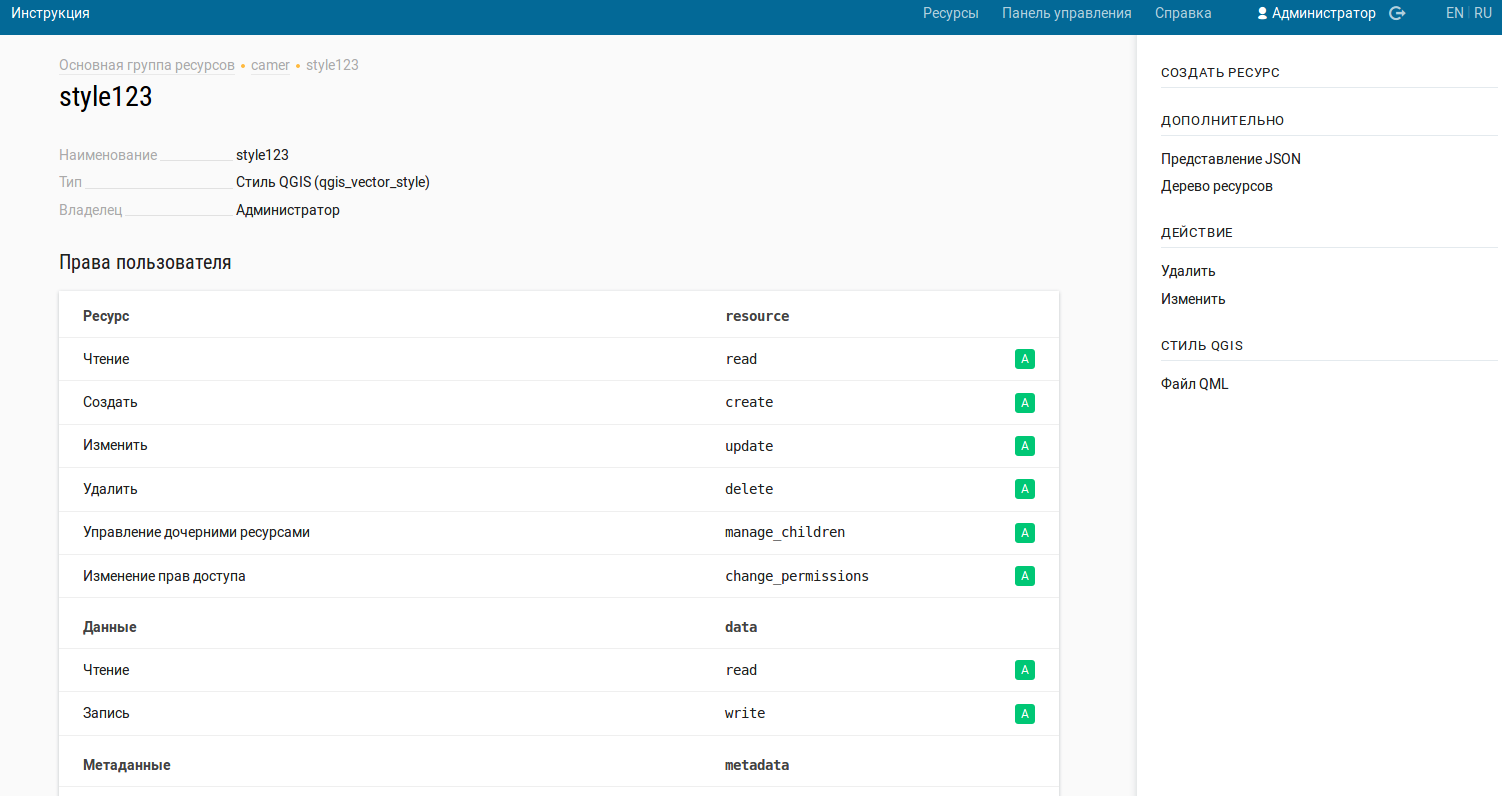 Инструкция Ресурсы Панель управления Справка Администратор EN RU
Основная группа ресурсов • camer • style123
style123
Наименование style123
Тип Стиль QGIS (qgis_vector_style)
Владелец Администратор
Права пользователя
Ресурс resource
Чтение read A
Создать create A
Изменить update A
Удалить delete A
Управление дочерними ресурсами manage_children A
Изменение прав доступа change_permissions A
Данные data
Чтение read A
Запись write A
Метаданные metadata
СОЗДАТЬ РЕСУРС
ДОПОЛНИТЕЛЬНО
Представление JSON
Дерево ресурсов
ДЕЙСТВИЕ
Удалить
Изменить
СТИЛЬ QGIS
Файл QML